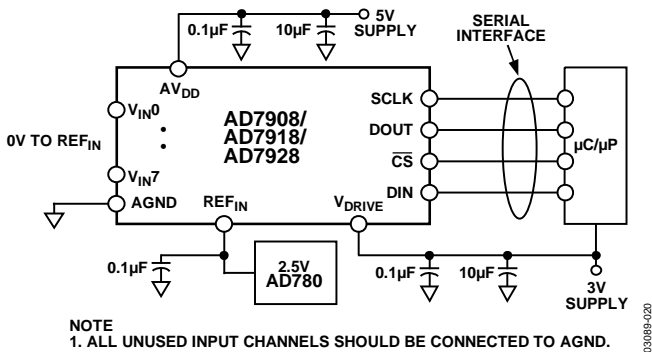 0.1µF
10µF
5V
SUPPLY
SERIAL
INTERFACE
AVDD
VIN0
VIN7
0V TO REFIN
AGND
AD7908/
AD7918/
AD7928
REFIN
VDRIVE
SCLK
DOUT
CS
DIN
µC/µP
0.1µF
2.5V
AD780
0.1µF
10µF
3V
SUPPLY
NOTE
1. ALL UNUSED INPUT CHANNELS SHOULD BE CONNECTED TO AGND.
03089-020